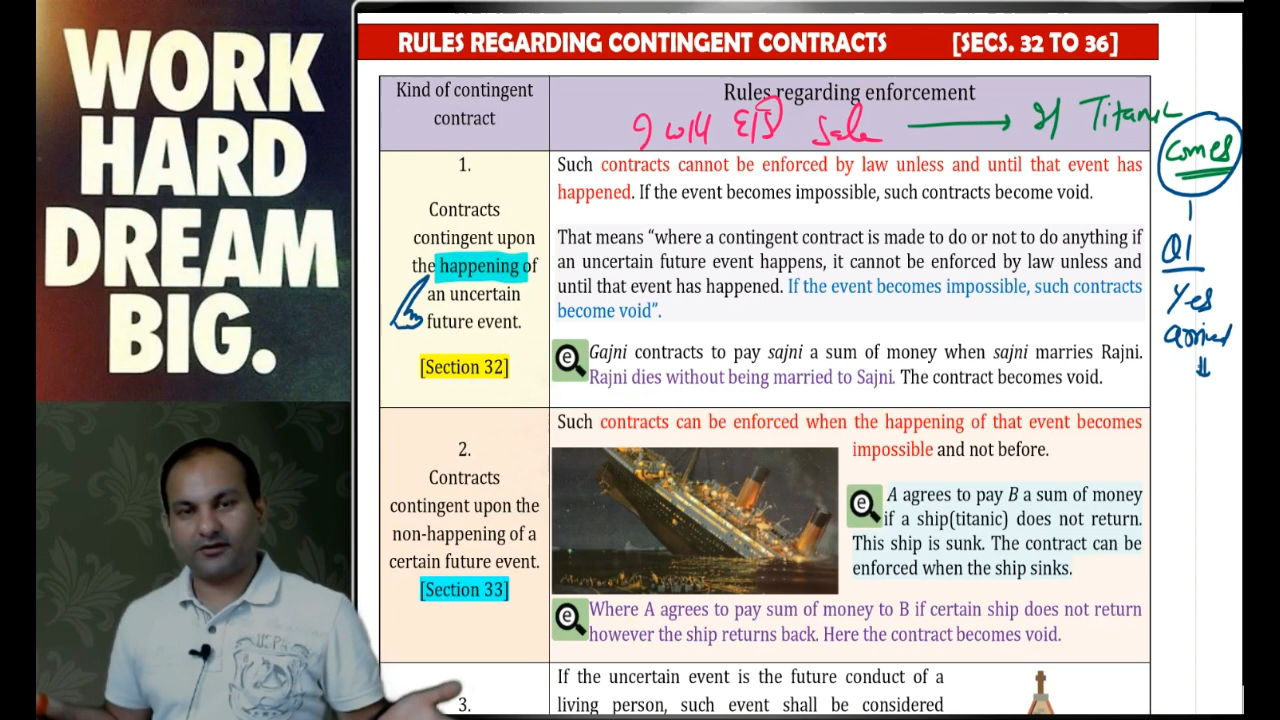 WORK
HARD
DREAM
BIG.
RULES REGARDING CONTINGENT CONTRACTS [SECS. 32 TO 36]
Kind of contingent
contract
Rules regarding enforcement
sale
If Titanic
comes
Q1
Yes
arrived
1.
Contracts
contingent upon
the happening of
an uncertain
future event.
[Section 32]
Such contracts cannot be enforced by law unless and until that event has
happened. If the event becomes impossible, such contracts become void.
That means “where a contingent contract is made to do or not to do anything if
an uncertain future event happens, it cannot be enforced by law unless and
until that event has happened. If the event becomes impossible, such contracts
become void”.
Gajni contracts to pay sajni a sum of money when sajni marries Rajni.
Rajni dies without being married to Sajni. The contract becomes void.
2.
Contracts
contingent upon the
non-happening of a
certain future event.
[Section 33]
Such contracts can be enforced when the happening of that event becomes
impossible and not before.
A agrees to pay B a sum of money
if a ship(titanic) does not return.
This ship is sunk. The contract can be
enforced when the ship sinks.
Where A agrees to pay sum of money to B if certain ship does not return
however the ship returns back. Here the contract becomes void.
3.
If the uncertain event is the future conduct of a
living person, such event shall be considered